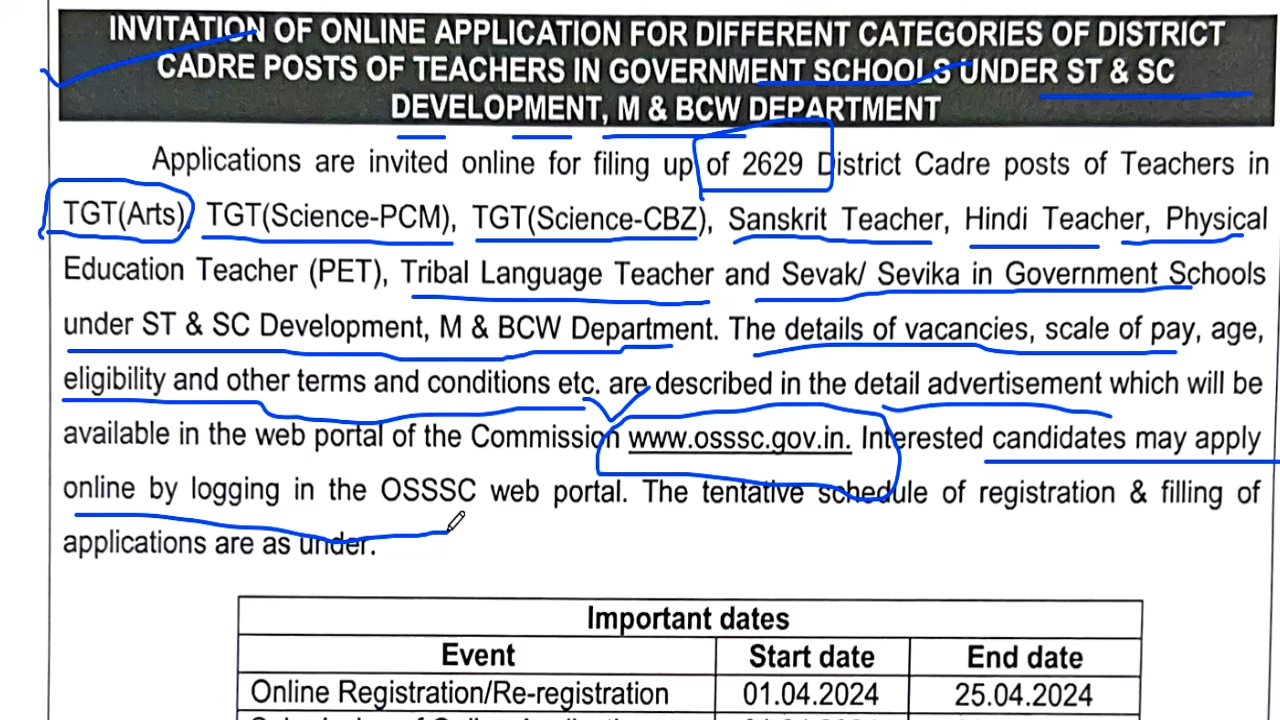 INVITATION OF ONLINE APPLICATION FOR DIFFERENT CATEGORIES OF DISTRICT
CADRE POSTS OF TEACHERS IN GOVERNMENT SCHOOLS UNDER ST & SC
DEVELOPMENT, M & BCW DEPARTMENT
Applications are invited online for filing up of 2629 District Cadre posts of Teachers in
TGT(Arts), TGT(Science-PCM), TGT(Science-CBZ), Sanskrit Teacher, Hindi Teacher, Physical
Education Teacher (PET), Tribal Language Teacher and Sevak/ Sevika in Government Schools
under ST & SC Development, M & BCW Department. The details of vacancies, scale of pay, age,
eligibility and other terms and conditions etc. are described in the detail advertisement which will be
available in the web portal of the Commission www.osssc.gov.in. Interested candidates may apply
online by logging in the OSSSC web portal. The tentative schedule of registration & filling of
applications are as under.
Important dates
Event Start date End date
Online Registration/Re-registration 01.04.2024 25.04.2024